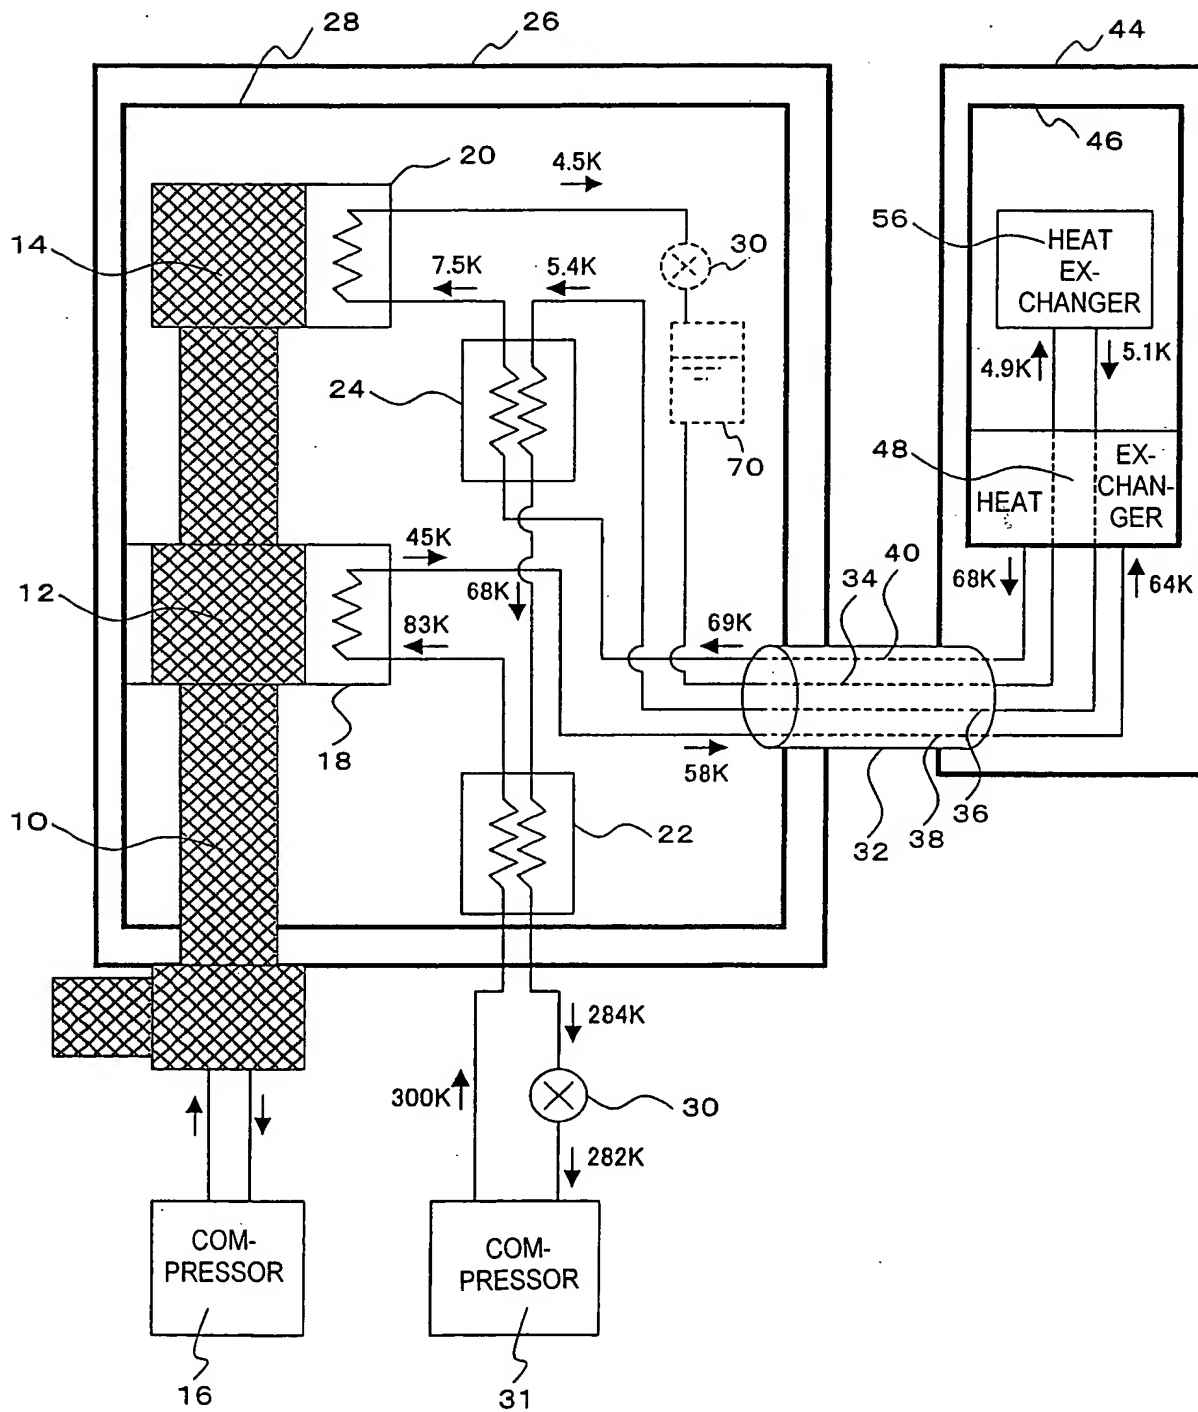 28
26
44
46
20
4.5K
14
56
HEAT
EX-
CHANGER
30
7.5K
5.4K
4.9K
5.1K
24
70
48
HEAT
EX-
CHAN-
GER
45K
12
68K
34
40
68K
64K
83K
69K
18
58K
10
22
32
38
36
284K
300K
30
282K
COM-
PRESSOR
COM-
PRESSOR
16
31